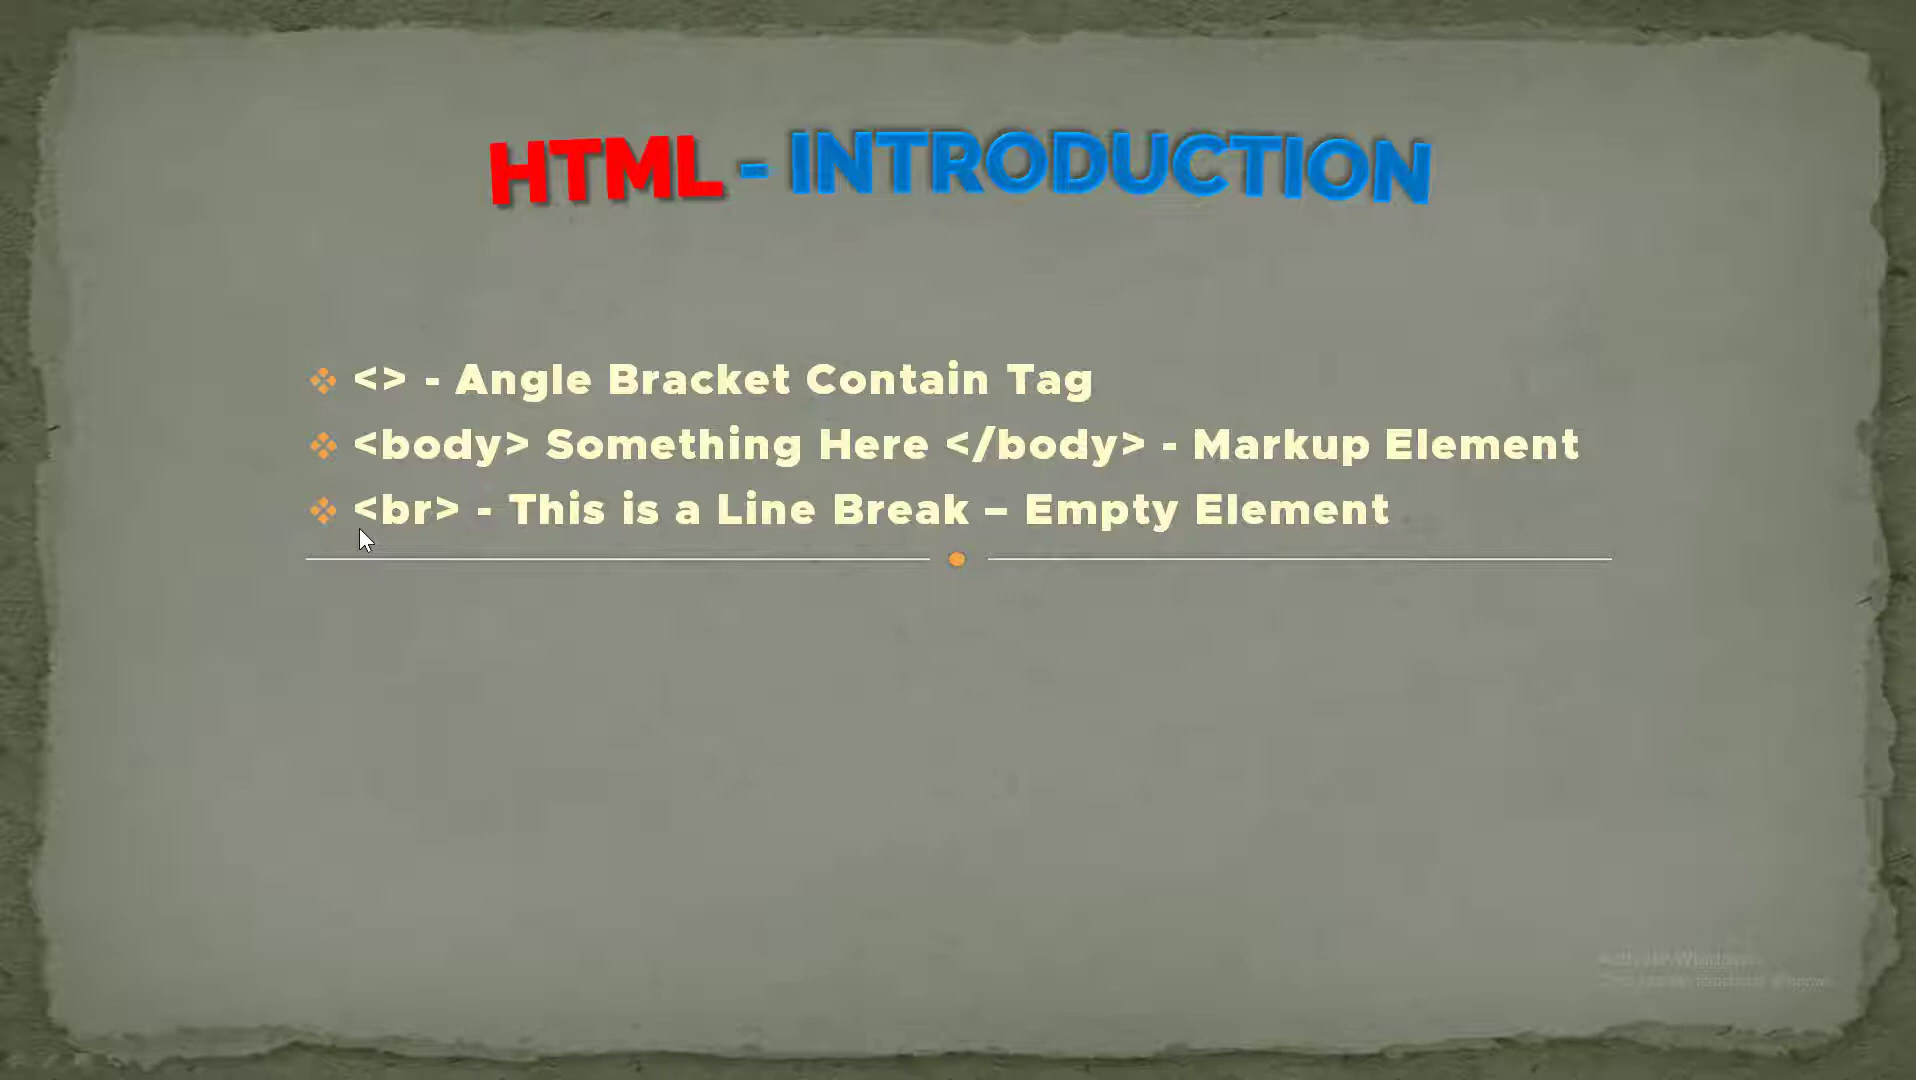 HTML - INTRODUCTION
<> - Angle Bracket Contain Tag
<body> Something Here </body> - Markup Element
<br> - This is a Line Break – Empty Element